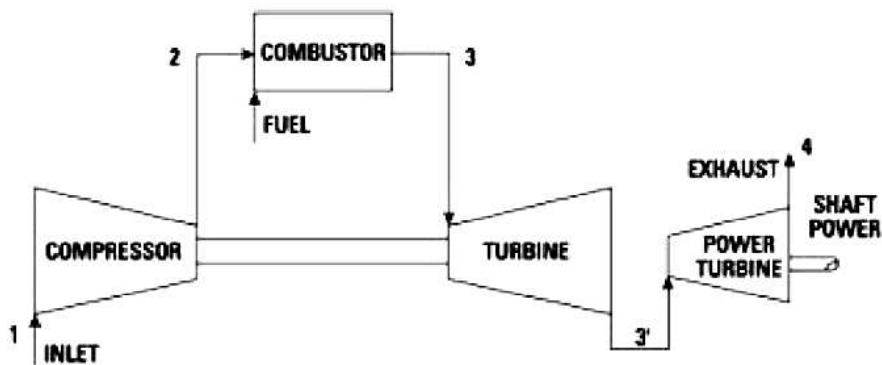 2
COMBUSTOR
3
FUEL
4
EXHAUST
SHAFT
POWER
COMPRESSOR
TURBINE
POWER
TURBINE
1
INLET
3'